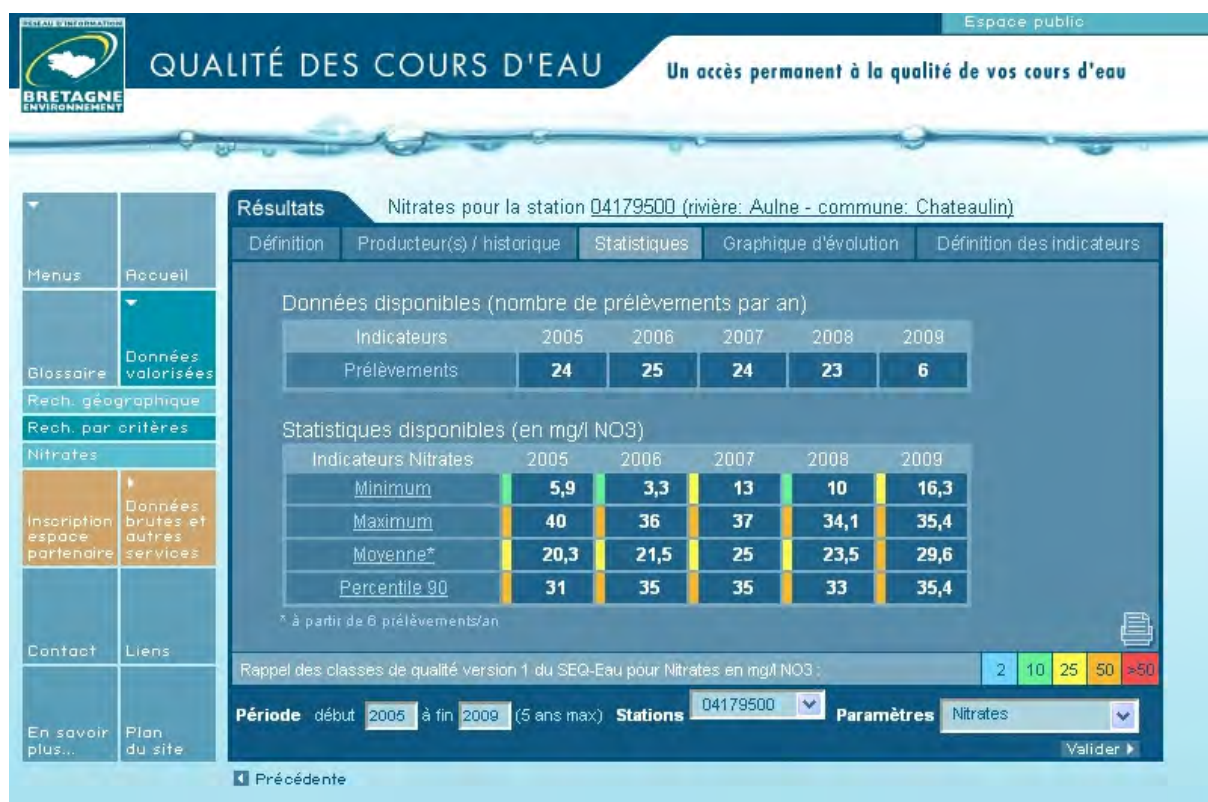 RESEAU D'INFORMATION
BRETAGNE
ENVIRONNEMENT
QUALITÉ DES COURS D'EAU
Espace public
Un accès permanent à la qualité de vos cours d'eau
Menus
Accueil
Glossaire
Données valorisées
Rech. géographique
Rech. par critères
Nitrates
Inscription espace partenaire
Données brutes et autres services
Contact
Liens
En savoir plus...
Plan du site
Résultats
Nitrates pour la station 04179500 (rivière: Aulne - commune: Chateaulin)
Définition Producteur(s) / historique Statistiques Graphique d'évolution Définition des indicateurs
Données disponibles (nombre de prélèvements par an)
Indicateurs 2005 2006 2007 2008 2009
Prélèvements 24 25 24 23 6
Statistiques disponibles (en mg/l NO3)
Indicateurs Nitrates 2005 2006 2007 2008 2009
Minimum 5,9 3,3 13 10 16,3
Maximum 40 36 37 34,1 35,4
Moyenne* 20,3 21,5 25 23,5 29,6
Percentile 90 31 35 35 33 35,4
* à partir de 6 prélèvements/an
Rappel des classes de qualité version 1 du SEQ-Eau pour Nitrates en mg/l NO3 : 2 10 25 50 >50
Période début 2005 à fin 2009 (5 ans max) Stations 04179500 Paramètres Nitrates
Valider
Précédente